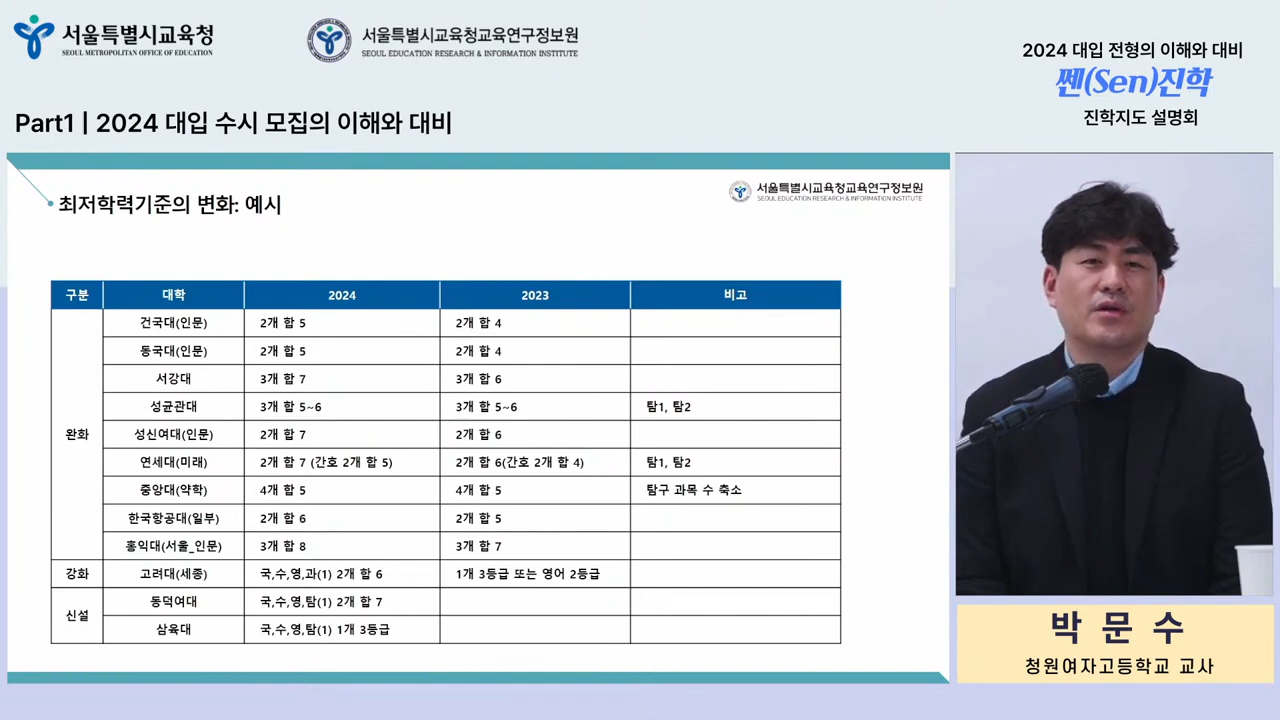 서울특별시교육청
SEOUL METROPOLITAN OFFICE OF EDUCATION
서울특별시교육청교육연구정보원
SEOUL EDUCATION RESEARCH & INFORMATION INSTITUTE
2024 대입 전형의 이해와 대비
쎈(Sen)진학
진학지도 설명회
Part1 | 2024 대입 수시 모집의 이해와 대비
최저학력기준의 변화: 예시
서울특별시교육청교육연구정보원
SEOUL EDUCATION RESEARCH & INFORMATION INSTITUTE
구분 대학 2024 2023 비고
완화
건국대(인문) 2개 합 5 2개 합 4
동국대(인문) 2개 합 5 2개 합 4
서강대 3개 합 7 3개 합 6
성균관대 3개 합 5~6 3개 합 5~6 탐1, 탐2
성신여대(인문) 2개 합 7 2개 합 6
연세대(미래) 2개 합 7 (간호 2개 합 5) 2개 합 6(간호 2개 합 4) 탐1, 탐2
중앙대(약학) 4개 합 5 4개 합 5 탐구 과목 수 축소
한국항공대(일부) 2개 합 6 2개 합 5
홍익대(서울_인문) 3개 합 8 3개 합 7
강화 고려대(세종) 국,수,영,과(1) 2개 합 6 1개 3등급 또는 영어 2등급
신설
동덕여대 국,수,영,탐(1) 2개 합 7
삼육대 국,수,영,탐(1) 1개 3등급
박 문 수
청원여자고등학교 교사